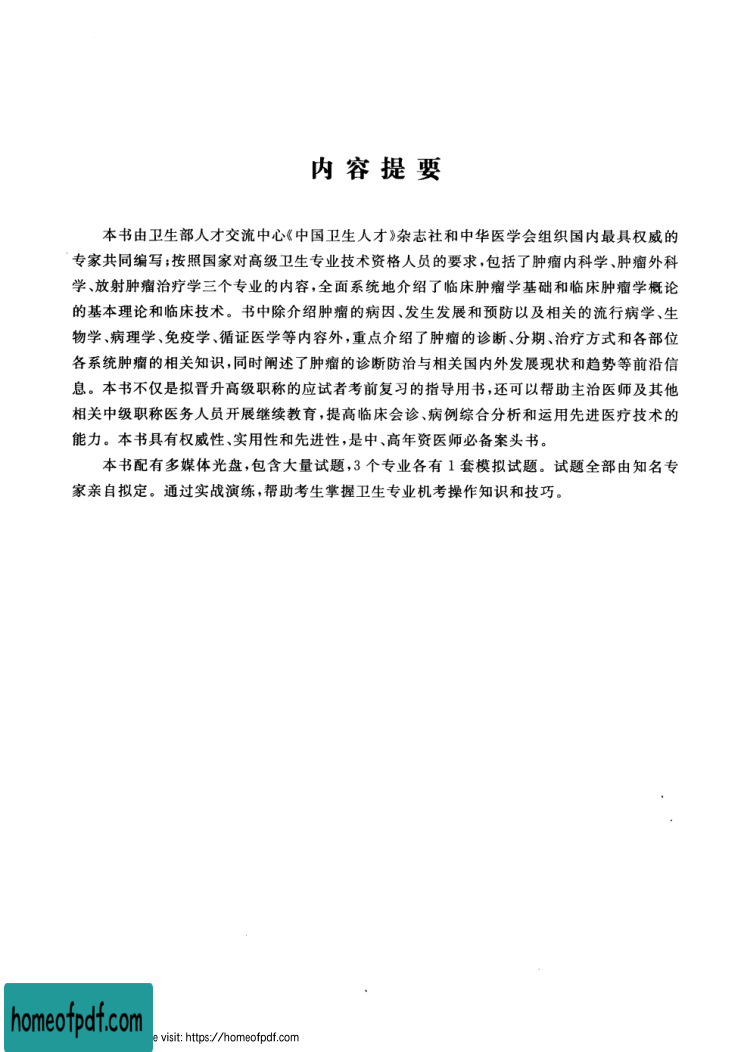 内容提要
本书由卫生部人才交流中心《中国卫生人才》杂志社和中华医学会组织国内最具权威的
专家共同编写;按照国家对高级卫生专业技术资格人员的要求,包括了肿瘤内科学、肿瘤外科
学、放射肿瘤治疗学三个专业的内容,全面系统地介绍了临床肿瘤学基础和临床肿瘤学概论
的基本理论和临床技术。书中除介绍肿瘤的病因、发生发展和预防以及相关的流行病学、生
物学、病理学、免疫学、循证医学等内容外,重点介绍了肿瘤的诊断、分期、治疗方式和各部位
各系统肿瘤的相关知识,同时阐述了肿瘤的诊断防治与相关国内外发展现状和趋势等前沿信
息。本书不仅是拟晋升高级职称的应试者考前复习的指导用书,还可以帮助主治医师及其他
相关中级职称医务人员开展继续教育,提高临床会诊、病例综合分析和运用先进医疗技术的
能力。本书具有权威性、实用性和先进性,是中、高年资医师必备案头书。
本书配有多媒体光盘,包含大量试题,3个专业各有1套模拟试题。试题全部由知名专
家亲自拟定。通过实战演练,帮助考生掌握卫生专业机考操作知识和技巧。
homeofpdf.com
e visit: https://homeofpdf.com